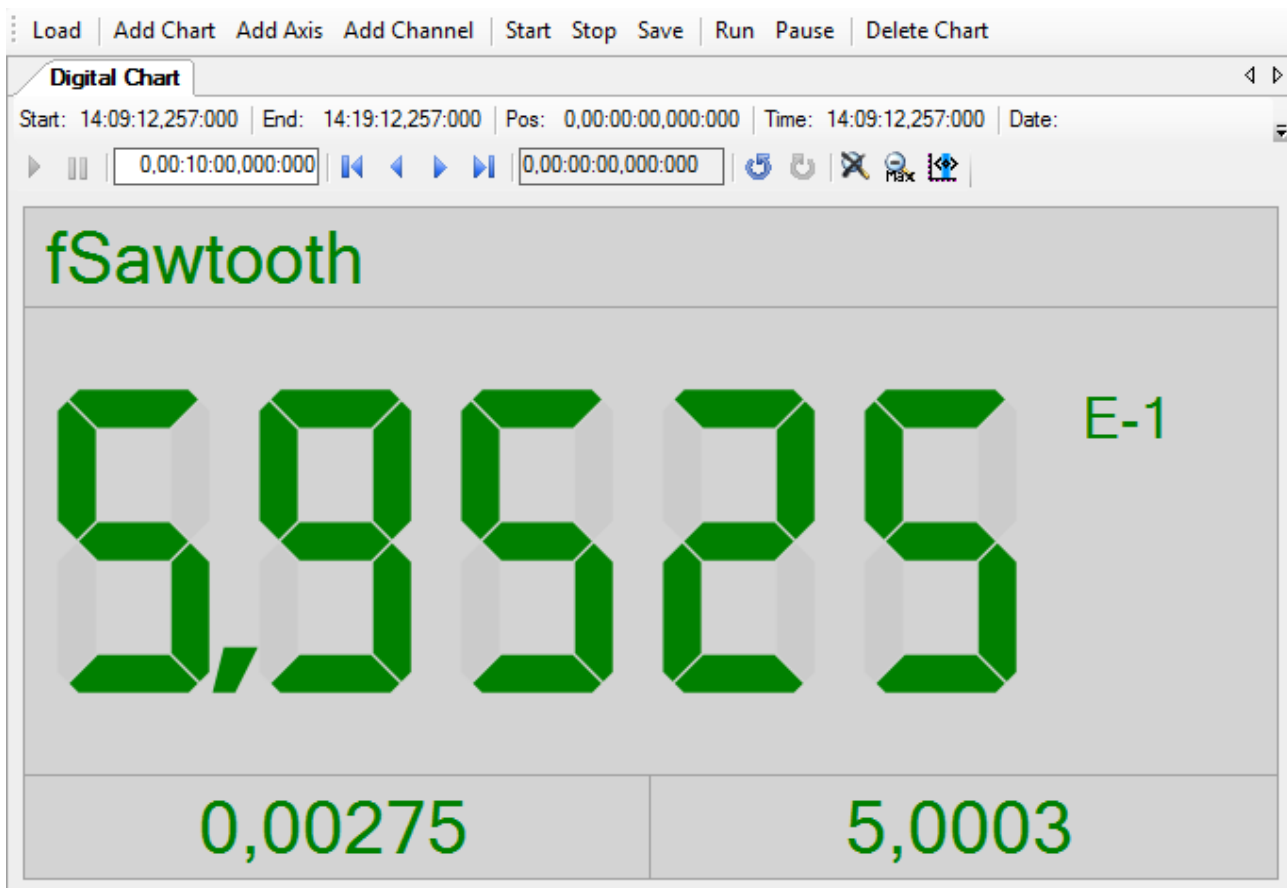 Load Add Chart Add Axis Add Channel Start Stop Save Run Pause Delete Chart
Digital Chart
Start: 14:09:12,257:000 End: 14:19:12,257:000 Pos: 0,00:00:00,000:000 Time: 14:09:12,257:000 Date:
0,00:10:00,000:000 0,00:00:00,000:000 Max
fSawtooth
5,9525 E-1
0,00275 5,0003